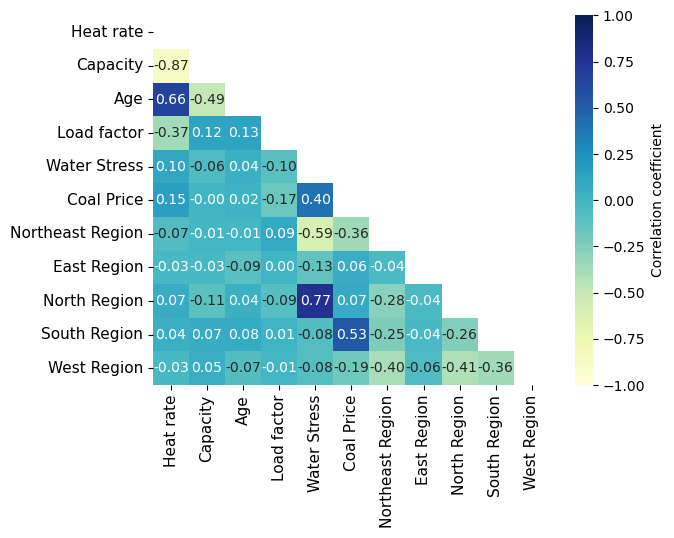 Heat rate
Capacity -0.87
Age 0.66 -0.49
Load factor -0.37 0.12 0.13
Water Stress 0.10 -0.06 0.04 -0.10
Coal Price 0.15 -0.00 0.02 -0.17 0.40
Northeast Region -0.07 -0.01 -0.01 0.09 -0.59 -0.36
East Region -0.03 -0.03 -0.09 0.00 -0.13 0.06 -0.04
North Region 0.07 -0.11 0.04 -0.09 0.77 0.07 -0.28 -0.04
South Region 0.04 0.07 0.08 0.01 -0.08 0.53 -0.25 -0.04 -0.26
West Region -0.03 0.05 -0.07 -0.01 -0.08 -0.19 -0.40 -0.06 -0.41 -0.36
Heat rate
Capacity
Age
Load factor
Water Stress
Coal Price
Northeast Region
East Region
North Region
South Region
West Region
1.00
0.75
0.50
0.25
0.00
−0.25
−0.50
−0.75
−1.00
Correlation coefficient